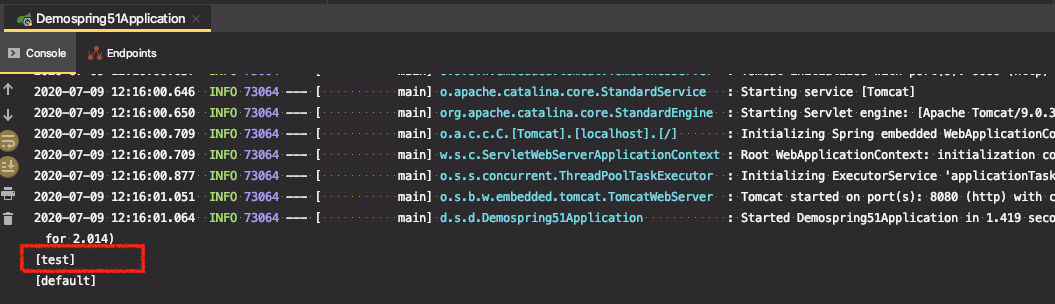 Demospring51Application
Console
Endpoints
2020-07-09 12:16:00.646 INFO 73064 --- [ main] o.apache.catalina.core.StandardService : Starting service [Tomcat]
2020-07-09 12:16:00.650 INFO 73064 --- [ main] org.apache.catalina.core.StandardEngine : Starting Servlet engine: [Apache Tomcat/9.0.3
2020-07-09 12:16:00.709 INFO 73064 --- [ main] o.a.c.c.C.[Tomcat].[localhost].[/] : Initializing Spring embedded WebApplicationCo
2020-07-09 12:16:00.709 INFO 73064 --- [ main] w.s.c.ServletWebServerApplicationContext : Root WebApplicationContext: initialization co
2020-07-09 12:16:00.877 INFO 73064 --- [ main] o.s.s.concurrent.ThreadPoolTaskExecutor : Initializing ExecutorService 'applicationTask
2020-07-09 12:16:01.051 INFO 73064 --- [ main] o.s.b.w.embedded.tomcat.TomcatWebServer : Tomcat started on port(s): 8080 (http) with c
2020-07-09 12:16:01.064 INFO 73064 --- [ main] d.s.d.Demospring51Application : Started Demospring51Application in 1.419 seco
for 2.014)
[test]
[default]